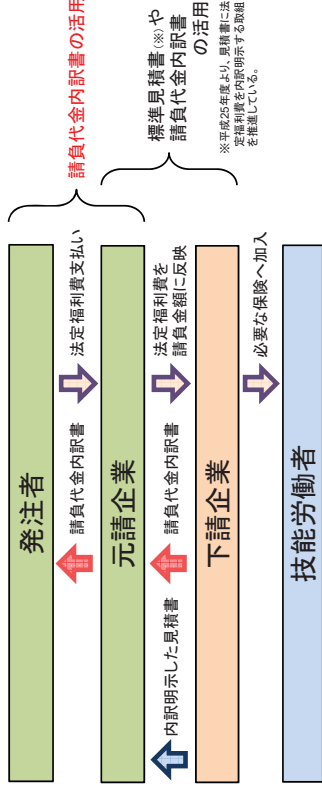 発注者
請負代金内訳書
法定福利費支払い
請負代金内訳書の活用
元請企業
内訳明示した見積書
請負代金内訳書
法定福利費を
請負金額に反映
標準見積書(※)や
請負代金内訳書
の活用
※平成25年度より、見積書に法
定福利費を内訳明示する取組
を推進している。
下請企業
必要な保険へ加入
技能労働者